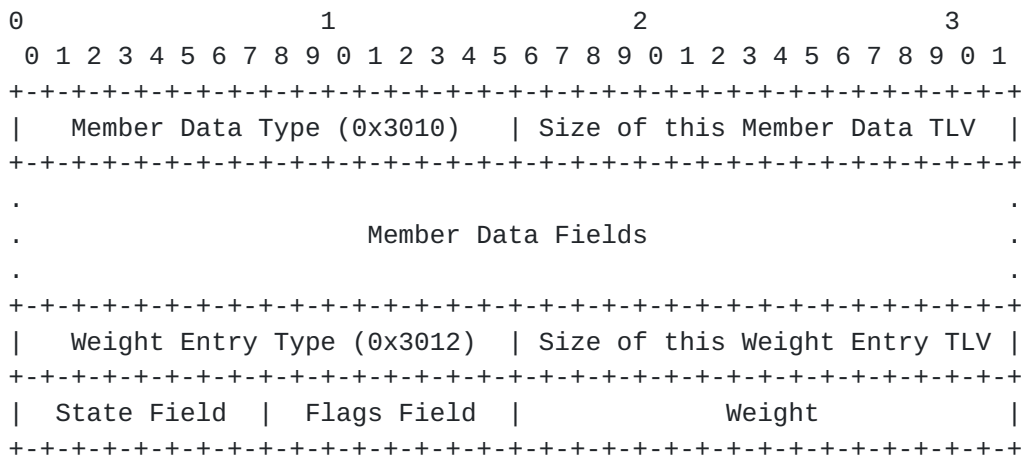 0                   1                   2                   3
 0 1 2 3 4 5 6 7 8 9 0 1 2 3 4 5 6 7 8 9 0 1 2 3 4 5 6 7 8 9 0 1
+-+-+-+-+-+-+-+-+-+-+-+-+-+-+-+-+-+-+-+-+-+-+-+-+-+-+-+-+-+-+-+-+
|   Member Data Type (0x3010)   | Size of this Member Data TLV  |
+-+-+-+-+-+-+-+-+-+-+-+-+-+-+-+-+-+-+-+-+-+-+-+-+-+-+-+-+-+-+-+-+
.                                                               .
.                      Member Data Fields                       .
.                                                               .
+-+-+-+-+-+-+-+-+-+-+-+-+-+-+-+-+-+-+-+-+-+-+-+-+-+-+-+-+-+-+-+-+
|   Weight Entry Type (0x3012)  | Size of this Weight Entry TLV |
+-+-+-+-+-+-+-+-+-+-+-+-+-+-+-+-+-+-+-+-+-+-+-+-+-+-+-+-+-+-+-+-+
|  State Field  |  Flags Field  |             Weight            |
+-+-+-+-+-+-+-+-+-+-+-+-+-+-+-+-+-+-+-+-+-+-+-+-+-+-+-+-+-+-+-+-+